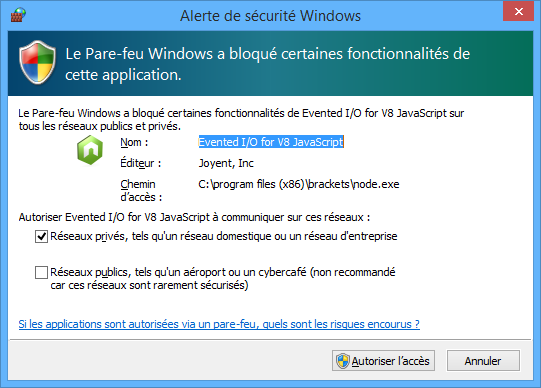 Alerte de sécurité Windows
Le Pare-feu Windows a bloqué certaines fonctionnalités de
cette application.
Le Pare-feu Windows a bloqué certaines fonctionnalités de Evented I/O for V8 JavaScript sur
tous les réseaux publics et privés.
Nom : Evented I/O for V8 JavaScript
Éditeur : Joyent, Inc
Chemin C:\program files (x86)\brackets\node.exe
d'accès :
Autoriser Evented I/O for V8 JavaScript à communiquer sur ces réseaux :
Réseaux privés, tels qu'un réseau domestique ou un réseau d'entreprise
Réseaux publics, tels qu'un aéroport ou un cybercafé (non recommandé
car ces réseaux sont rarement sécurisés)
Si les applications sont autorisées via un pare-feu, quels sont les risques encourus ?
Autoriser l'accès Annuler